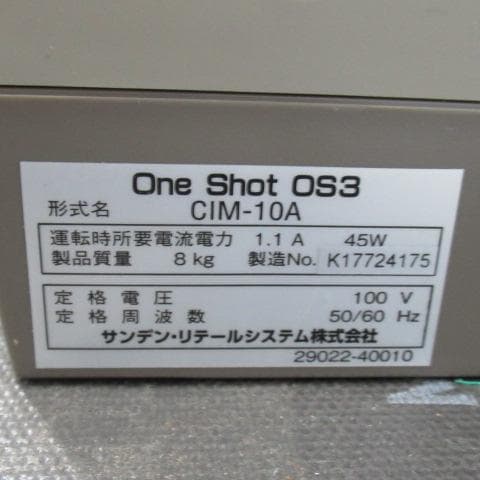 One Shot OS3
形式名 CIM-10A
運転時所要電流電力 1.1 A 45W
製品質量 8 kg 製造No. K17724175
定格電圧 100 V
定格周波数 50/60 Hz
サンデン・リテールシステム株式会社
29022-40010